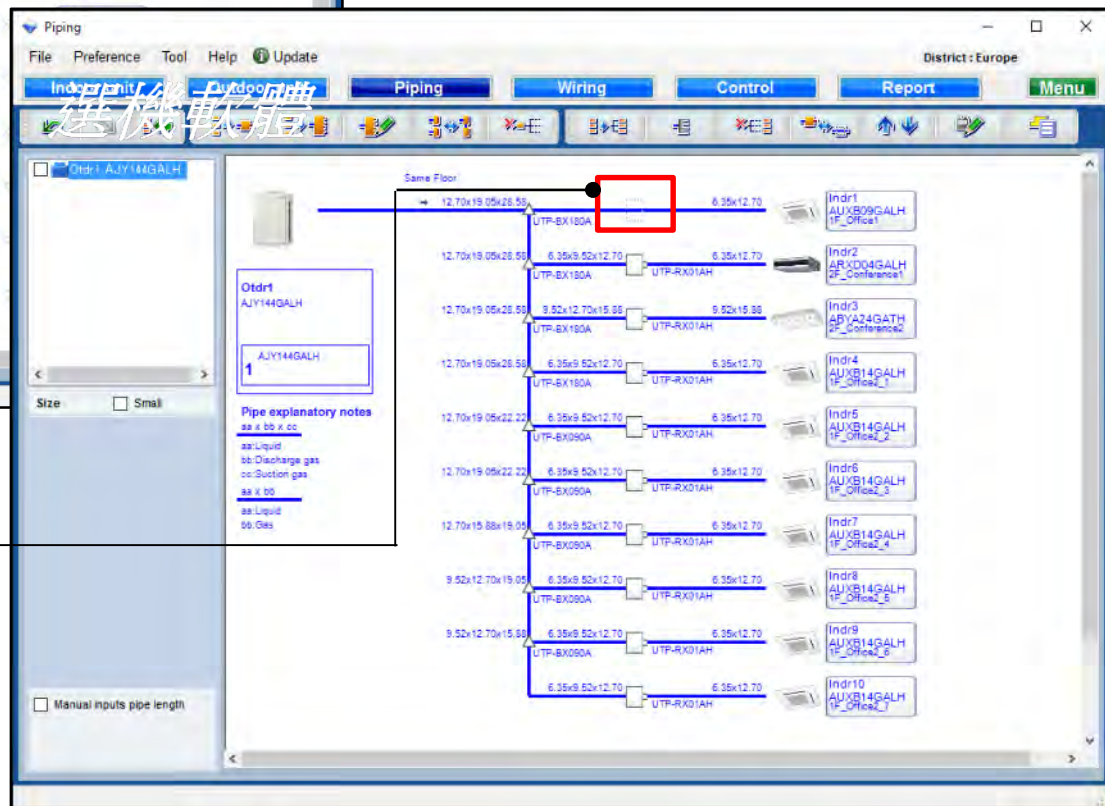 Piping
File Preference Tool Help Update
District : Europe
Indoor unit Outdoor unit Piping Wiring Control Report Menu
選機軟體
Otdr1 AJY144GALH
Size Small
Manual inputs pipe length
Otdr1
AJY144GALH
AJY144GALH
1
Pipe explanatory notes
aa x bb x cc
aa:Liquid
bb:Discharge gas
cc:Suction gas
aa x bb
aa:Liquid
bb:Gas
Same Floor
12.70x19.05x28.58 6.35x12.70
UTP-BX180A
Indr1
AUXB09GALH
1F_Office1
12.70x19.05x28.58 6.35x9.52x12.70 6.35x12.70
UTP-BX180A UTP-RX01AH
Indr2
ARXD04GALH
2F_Conference1
12.70x19.05x28.58 9.52x12.70x15.88 9.52x15.88
UTP-BX180A UTP-RX01AH
Indr3
ABYA24GATH
2F_Conference2
12.70x19.05x28.58 6.35x9.52x12.70 6.35x12.70
UTP-BX180A UTP-RX01AH
Indr4
AUXB14GALH
1F_Office2_1
12.70x19.05x22.22 6.35x9.52x12.70 6.35x12.70
UTP-BX090A UTP-RX01AH
Indr5
AUXB14GALH
1F_Office2_2
12.70x19.05x22.22 6.35x9.52x12.70 6.35x12.70
UTP-BX090A UTP-RX01AH
Indr6
AUXB14GALH
1F_Office2_3
12.70x15.88x19.05 6.35x9.52x12.70 6.35x12.70
UTP-BX090A UTP-RX01AH
Indr7
AUXB14GALH
1F_Office2_4
9.52x12.70x19.05 6.35x9.52x12.70 6.35x12.70
UTP-BX090A UTP-RX01AH
Indr8
AUXB14GALH
1F_Office2_5
9.52x12.70x15.88 6.35x9.52x12.70 6.35x12.70
UTP-BX090A UTP-RX01AH
Indr9
AUXB14GALH
1F_Office2_6
6.35x9.52x12.70 6.35x12.70
UTP-RX01AH
Indr10
AUXB14GALH
1F_Office2_7